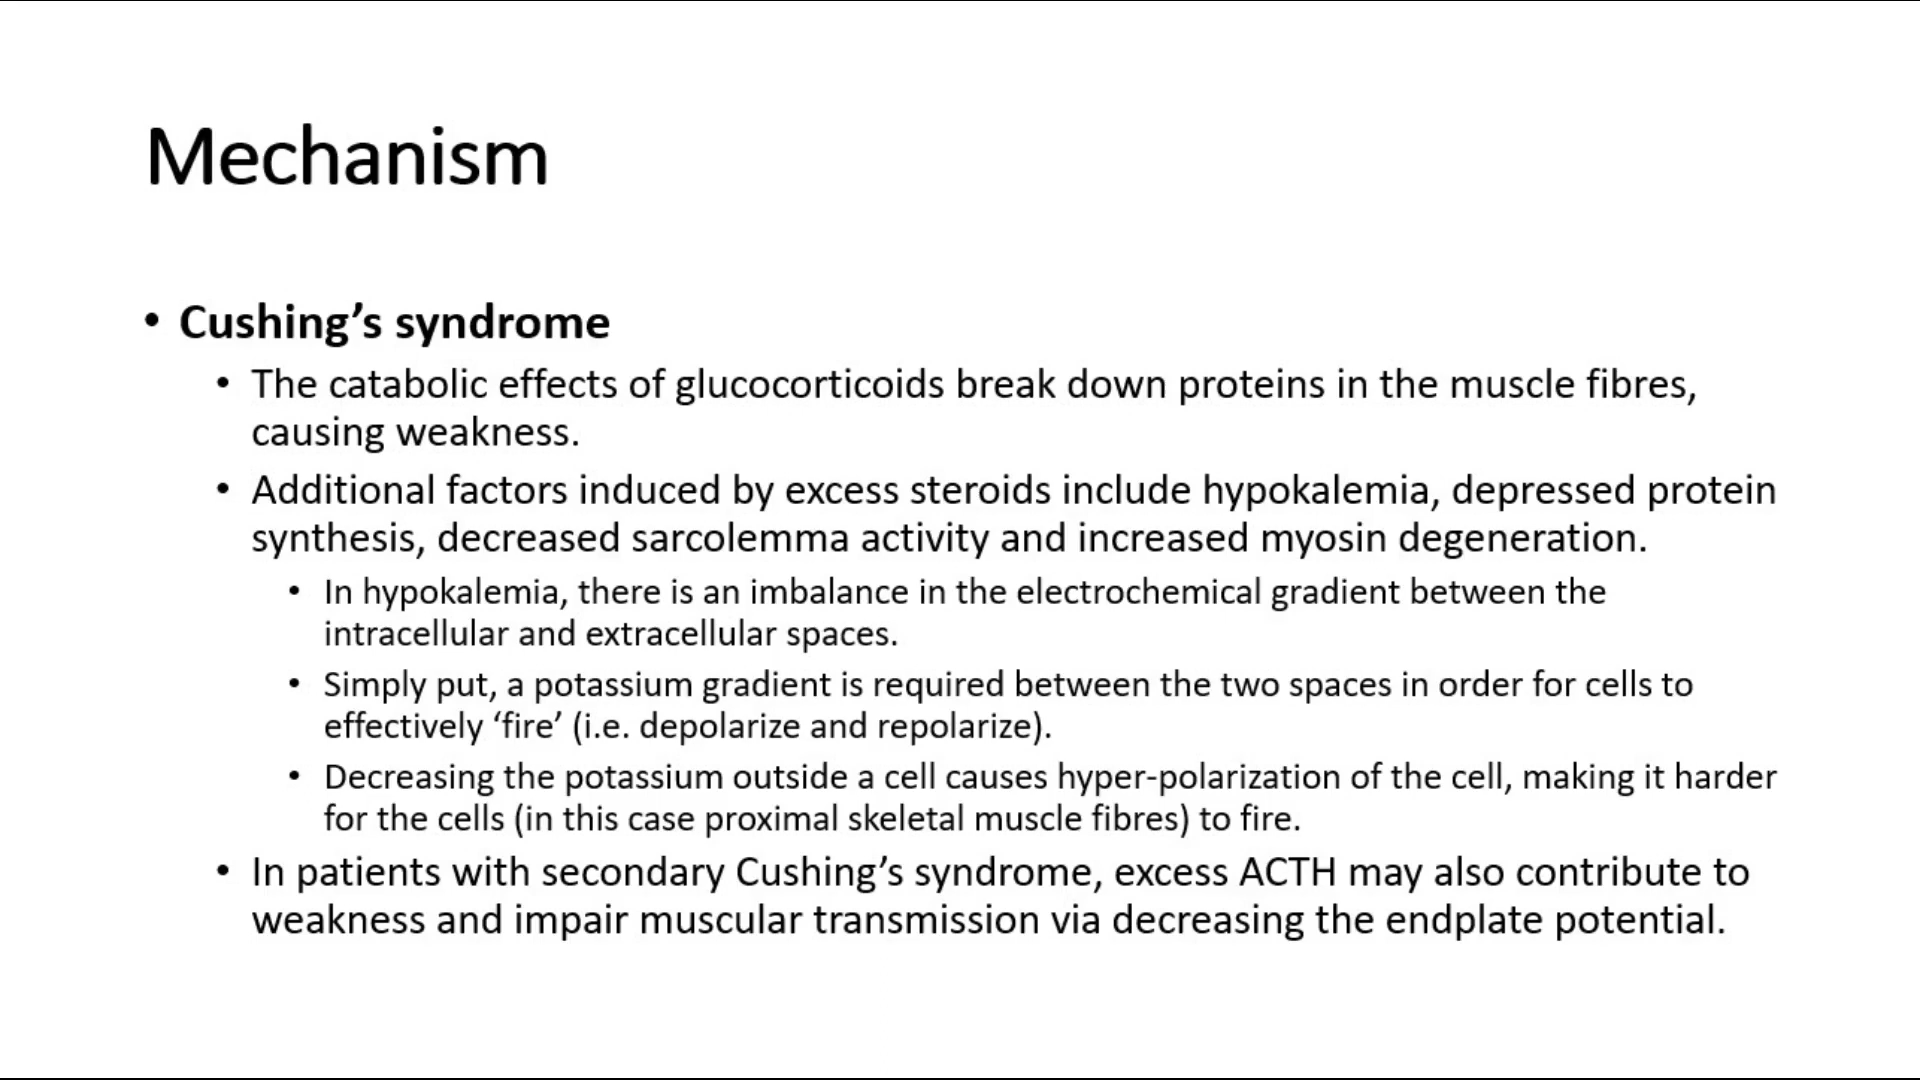 Mechanism
• Cushing’s syndrome
• The catabolic effects of glucocorticoids break down proteins in the muscle fibres,
causing weakness.
• Additional factors induced by excess steroids include hypokalemia, depressed protein
synthesis, decreased sarcolemma activity and increased myosin degeneration.
• In hypokalemia, there is an imbalance in the electrochemical gradient between the
intracellular and extracellular spaces.
• Simply put, a potassium gradient is required between the two spaces in order for cells to
effectively ‘fire’ (i.e. depolarize and repolarize).
• Decreasing the potassium outside a cell causes hyper-polarization of the cell, making it harder
for the cells (in this case proximal skeletal muscle fibres) to fire.
• In patients with secondary Cushing’s syndrome, excess ACTH may also contribute to
weakness and impair muscular transmission via decreasing the endplate potential.